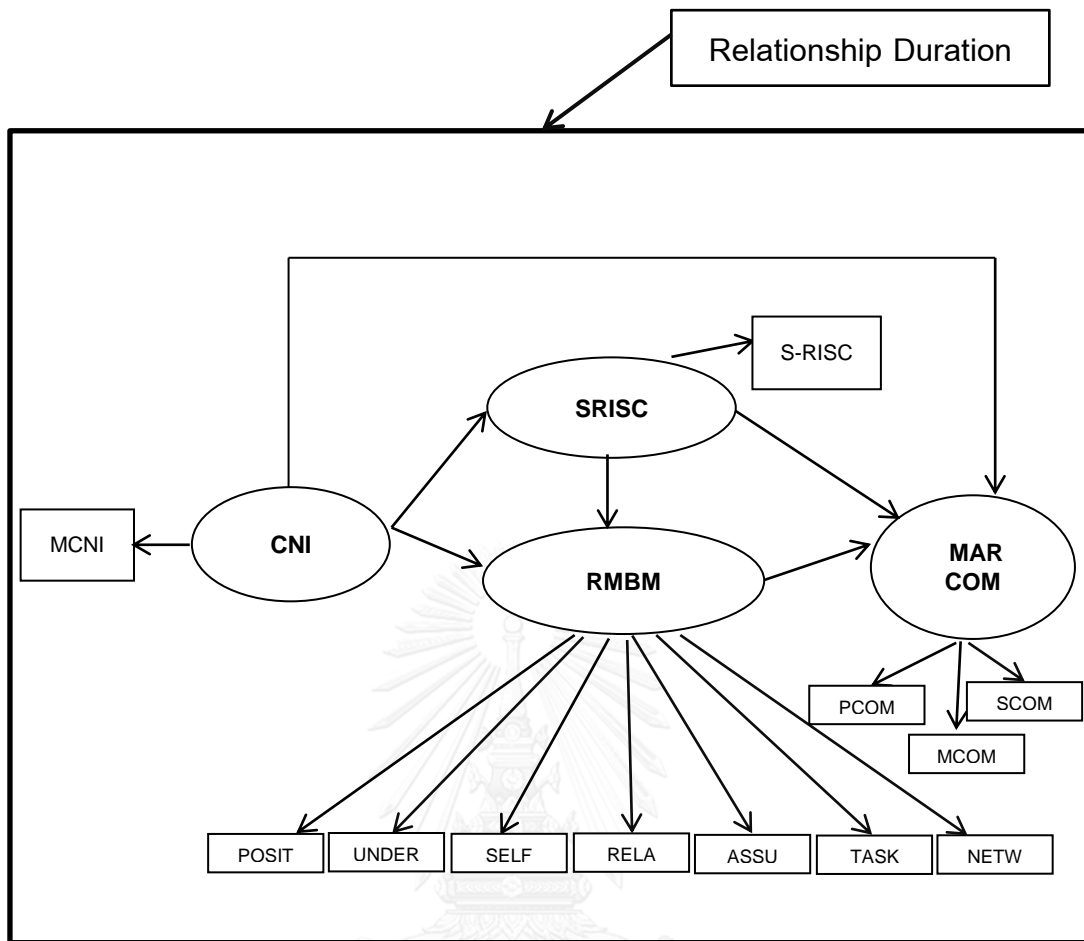 Relationship Duration
S-RISC
SRISC
MCNI
CNI
RMBM
MAR
COM
PCOM
SCOM
MCOM
POSIT
UNDER
SELF
RELA
ASSU
TASK
NETW